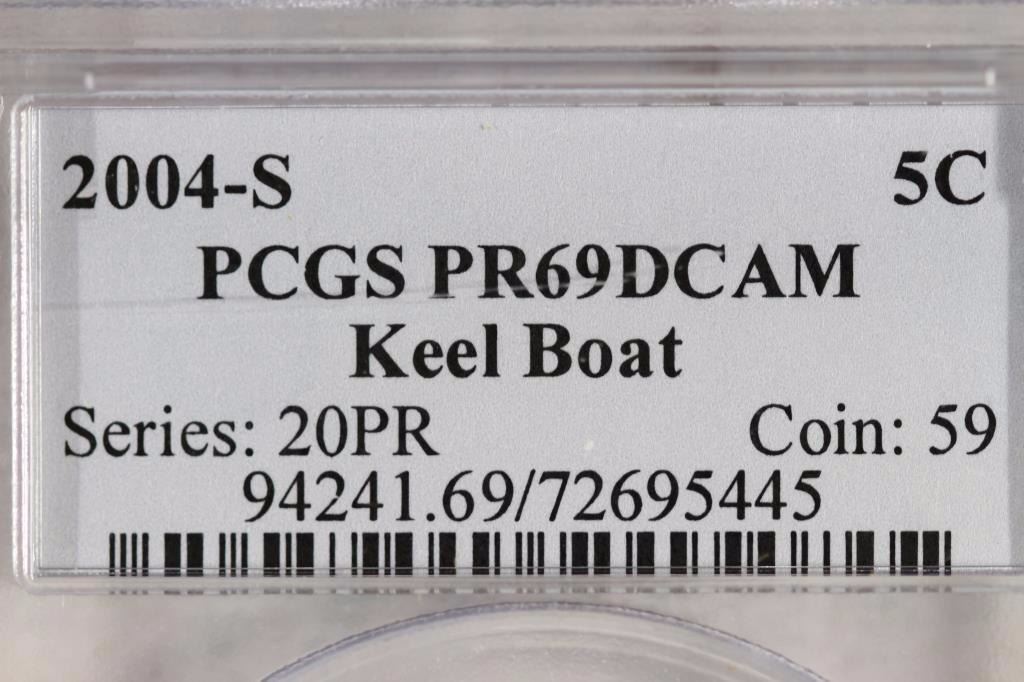 2004-S 5C
PCGS PR69DCAM
Keel Boat
Series: 20PR Coin: 59
94241.69/72695445